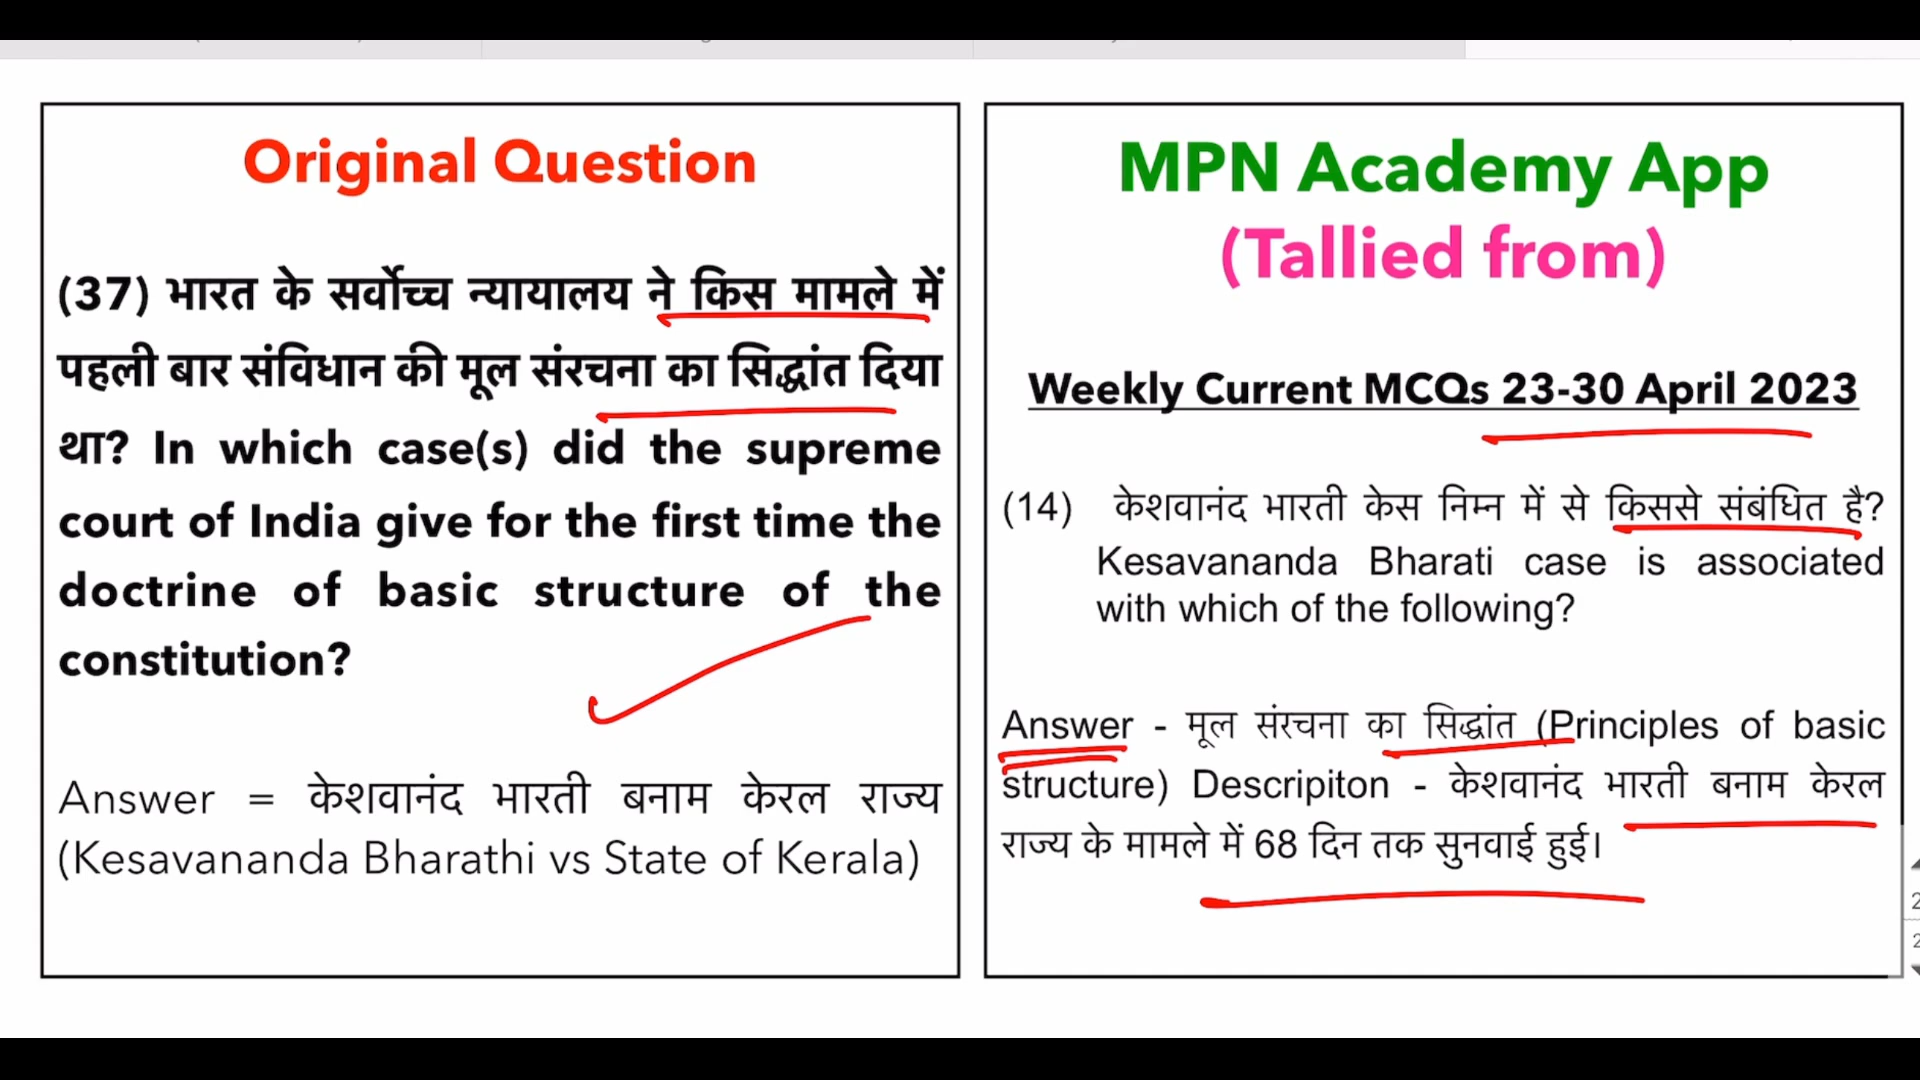 Original Question
(37) भारत के सर्वोच्च न्यायालय ने किस मामले में
पहली बार संविधान की मूल संरचना का सिद्धांत दिया
था? In which case(s) did the supreme
court of India give for the first time the
doctrine of basic structure of the
constitution?
Answer = केशवानंद भारती बनाम केरल राज्य
(Kesavananda Bharathi vs State of Kerala)
MPN Academy App
(Tallied from)
Weekly Current MCQs 23-30 April 2023
(14) केशवानंद भारती केस निम्न में से किससे संबंधित है?
Kesavananda Bharati case is associated
with which of the following?
Answer - मूल संरचना का सिद्धांत (Principles of basic
structure) Descripiton - केशवानंद भारती बनाम केरल
राज्य के मामले में 68 दिन तक सुनवाई हुई।